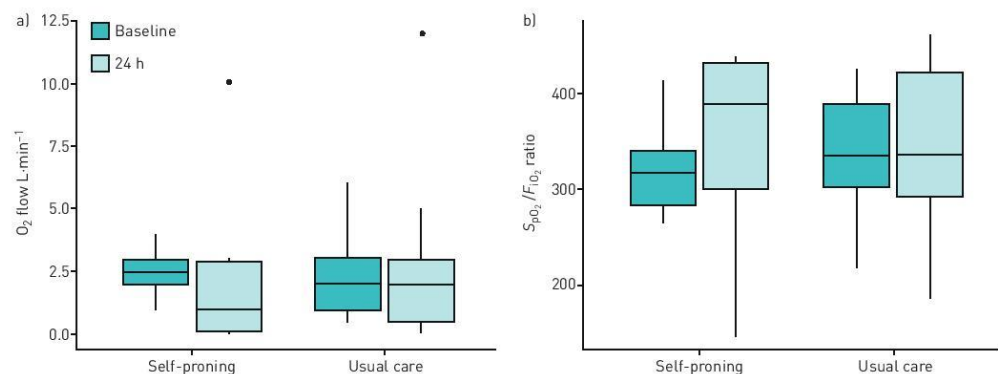 a)
12.5
10.0
7.5
5.0
2.5
0.0
O₂ flow L·min⁻¹
Baseline
24 h
Self-proning
Usual care
b)
400
300
200
SpO₂/FiO₂ ratio
Self-proning
Usual care